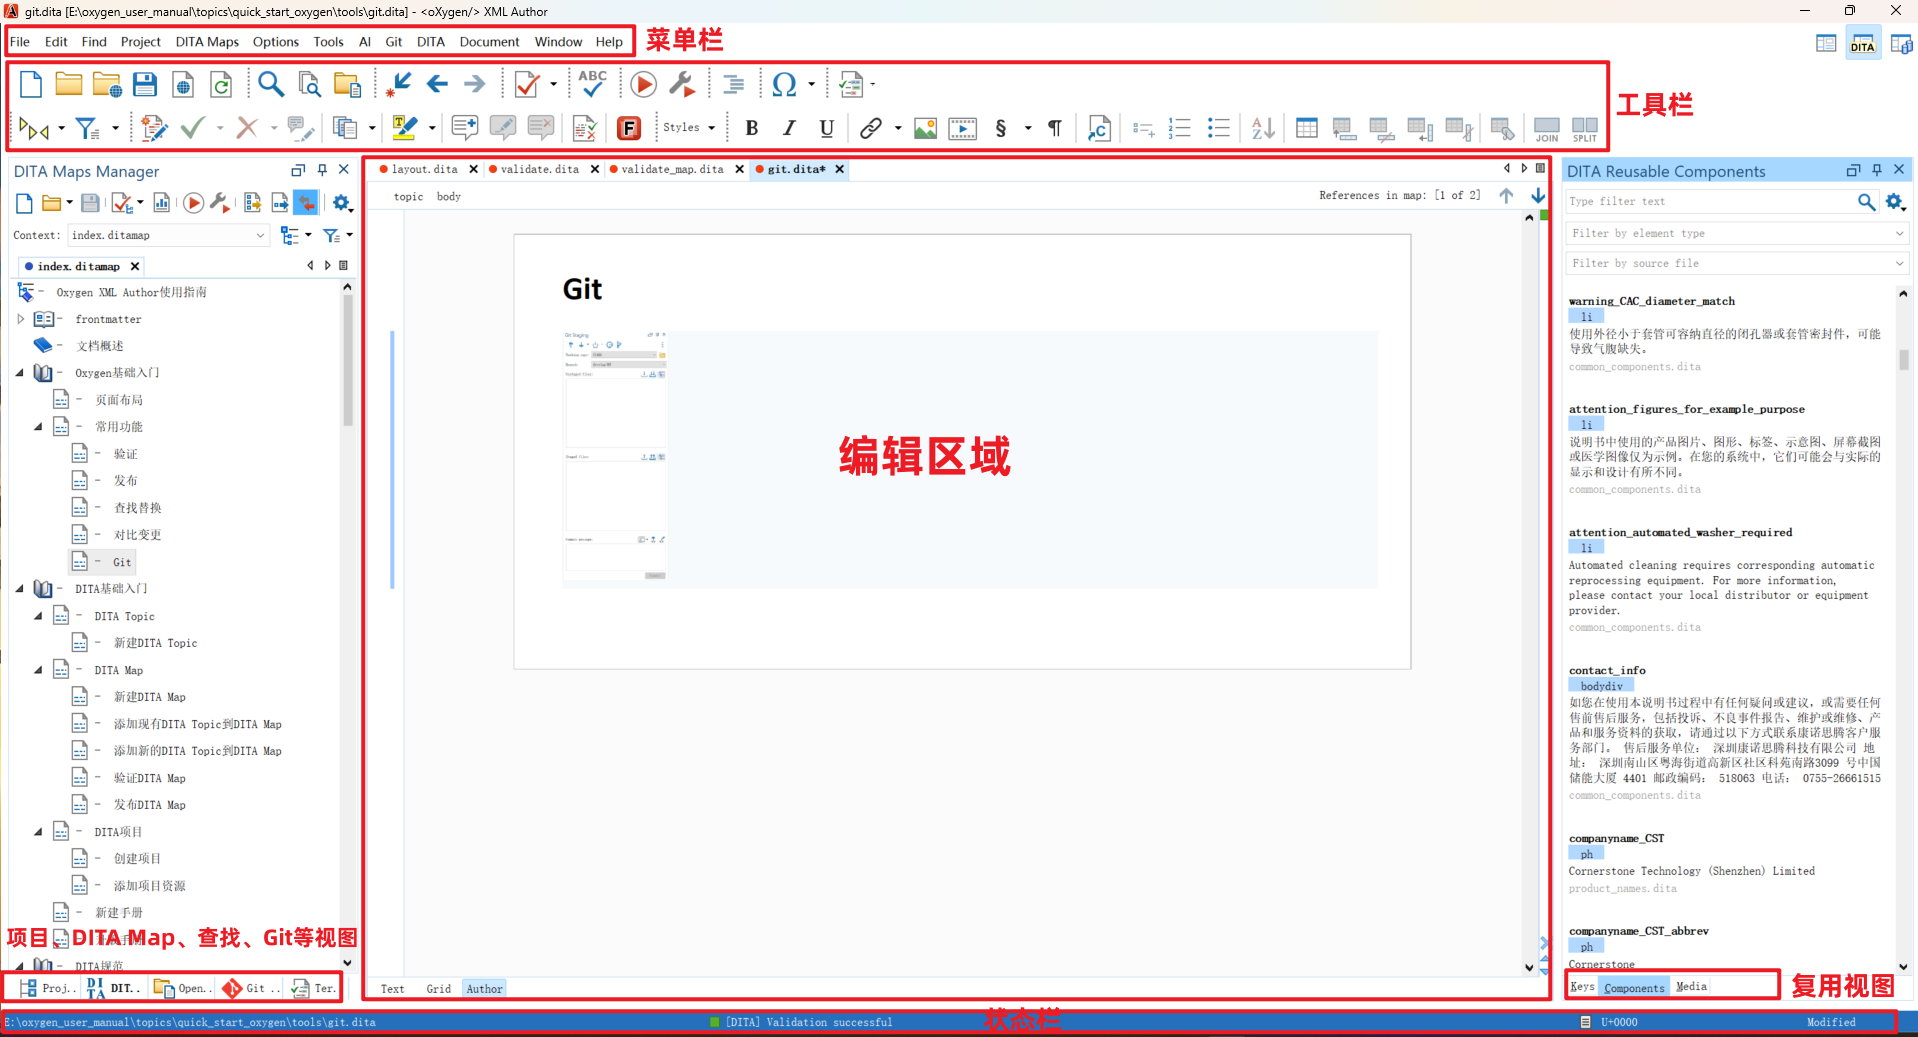 git.dita [E:\oxygen_user_manual\topics\quick_start_oxygen\tools\git.dita] - <oXygen/> XML Author
File Edit Find Project DITA Maps Options Tools AI Git DITA Document Window Help
菜单栏
DITA
ABC
工具栏
Styles B I U § ¶
JOIN SPLIT
DITA Maps Manager
Context: index.ditamap
index.ditamap
Oxygen XML Author使用指南
frontmatter
文档概述
Oxygen基础入门
页面布局
常用功能
验证
发布
查找替换
对比变更
Git
DITA基础入门
DITA Topic
新建DITA Topic
DITA Map
新建DITA Map
添加现有DITA Topic到DITA Map
添加新的DITA Topic到DITA Map
验证DITA Map
发布DITA Map
DITA项目
创建项目
添加项目资源
新建手册
项目、DITA Map、查找、Git等视图
DITA规范
Proj.. DIT.. Open.. Git .. Ter.
layout.dita validate.dita validate_map.dita git.dita*
topic body
References in map: [1 of 2]
Git
Git Staging
编辑区域
Text Grid Author
DITA Reusable Components
Type filter text
Filter by element type
Filter by source file
warning_CAC_diameter_match
li
使用外径小于套管可容纳直径的闭孔器或套管密封件，可能
导致气腹缺失。
common_components.dita
attention_figures_for_example_purpose
li
说明书中使用的产品图片、图形、标签、示意图、屏幕截图
或医学图像仅为示例。在您的系统中，它们可能会与实际的
显示和设计有所不同。
common_components.dita
attention_automated_washer_required
li
Automated cleaning requires corresponding automatic
reprocessing equipment. For more information,
please contact your local distributor or equipment
provider.
common_components.dita
contact_info
bodydiv
如您在使用本说明书过程中有任何疑问或建议，或需要任何
售前售后服务，包括投诉、不良事件报告、维护或维修、产
品和服务资料的获取，请通过以下方式联系康诺思腾客户服
务部门。 售后服务单位： 深圳康诺思腾科技有限公司 地
址： 深圳南山区粤海街道高新区社区科苑南路3099 号中国
储能大厦 4401 邮政编码： 518063 电话： 0755-26661515
common_components.dita
companyname_CST
ph
Cornerstone Technology (Shenzhen) Limited
product_names.dita
companyname_CST_abbrev
ph
Cornerstone
Keys Components Media
复用视图
E:\oxygen_user_manual\topics\quick_start_oxygen\tools\git.dita
[DITA] Validation successful
状态栏
U+0000
Modified